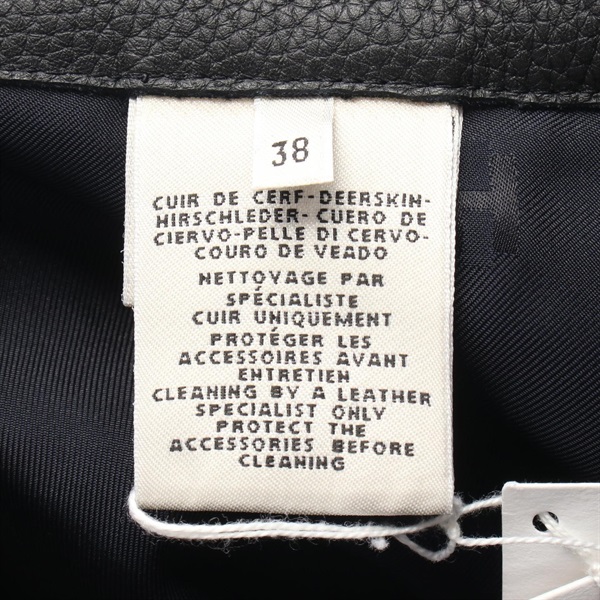 38
CUIR DE CERF-DEERSKIN-
HIRSCHLEDER- CUERO DE
CIERVO-PELLE DI CERVO-
COURO DE VEADO
NETTOYAGE PAR
SPÉCIALISTE
CUIR UNIQUEMENT
PROTÉGER LES
ACCESSOIRES AVANT
ENTRETIEN
CLEANING BY A LEATHER
SPECIALIST ONLY
PROTECT THE
ACCESSORIES BEFORE
CLEANING